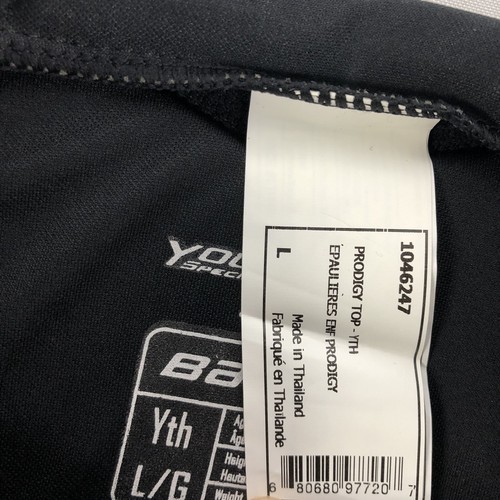 1046247
PRODIGY TOP - YTH
ÉPAULIÈRES ENF PRODIGY
L
Made in Thailand
Fabriqué en Thaïlande
6 80680 97720 7
Yth
L/G